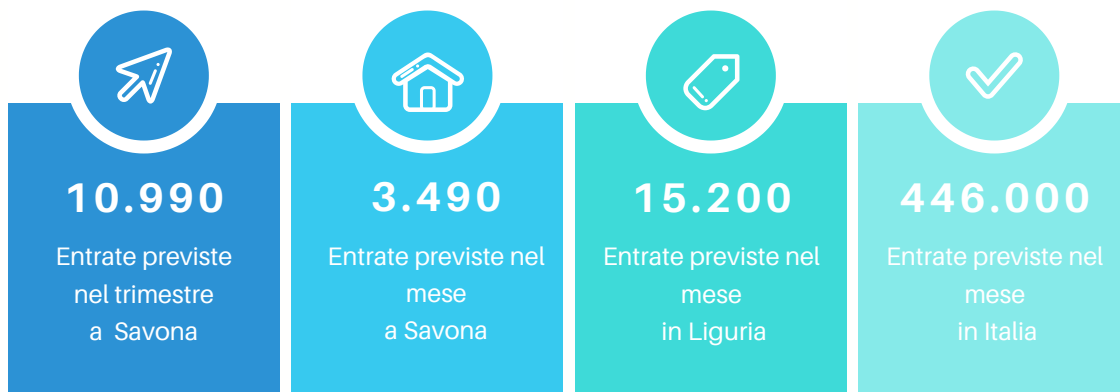 10.990
Entrate previste
nel trimestre
a Savona
3.490
Entrate previste nel
mese
a Savona
15.200
Entrate previste nel
mese
in Liguria
446.000
Entrate previste nel
mese
in Italia